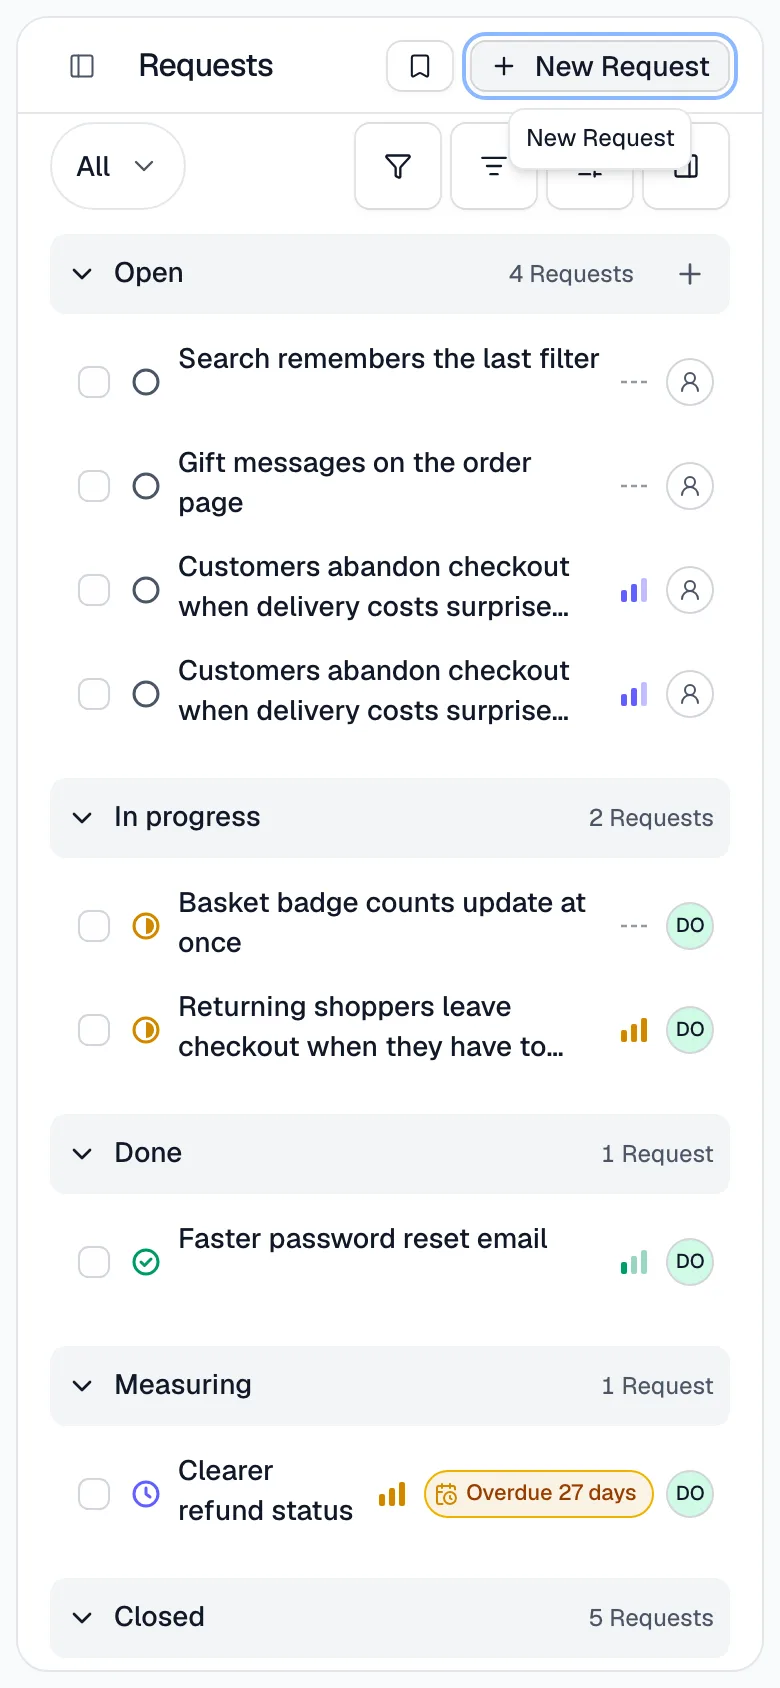 Requests
New Request
New Request
All
Open
4 Requests
Search remembers the last filter
Gift messages on the order
page
Customers abandon checkout
when delivery costs surprise...
Customers abandon checkout
when delivery costs surprise...
In progress
2 Requests
Basket badge counts update at
once
DO
Returning shoppers leave
checkout when they have to...
DO
Done
1 Request
Faster password reset email
DO
Measuring
1 Request
Clearer
refund status
Overdue 27 days
DO
Closed
5 Requests